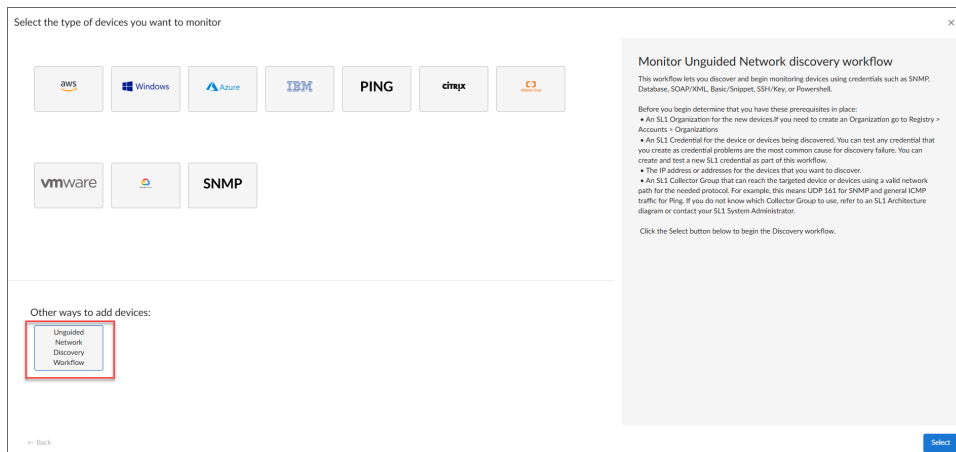 Select the type of devices you want to monitor
×
aws
Windows
Azure
IBM
PING
citrix
vmware
SNMP
Other ways to add devices:
Unguided
Network
Discovery
Workflow
Monitor Unguided Network discovery workflow
This workflow lets you discover and begin monitoring devices using credentials such as SNMP,
Database, SOAP/XML, Basic/Snippet, SSH/Key, or Powershell.
Before you begin determine that you have these prerequisites in place:
• An SL1 Organization for the new devices.If you need to create an Organization go to Registry >
Accounts > Organizations
• An SL1 Credential for the device or devices being discovered. You can test any credential that
you create as credential problems are the most common cause for discovery failure. You can
create and test a new SL1 credential as part of this workflow.
• The IP address or addresses for the devices that you want to discover.
• An SL1 Collector Group that can reach the targeted device or devices using a valid network
path for the needed protocol. For example, this means UDP 161 for SNMP and general ICMP
traffic for Ping. If you do not know which Collector Group to use, refer to an SL1 Architecture
diagram or contact your SL1 System Administrator.
Click the Select button below to begin the Discovery workflow.
← Back
Select